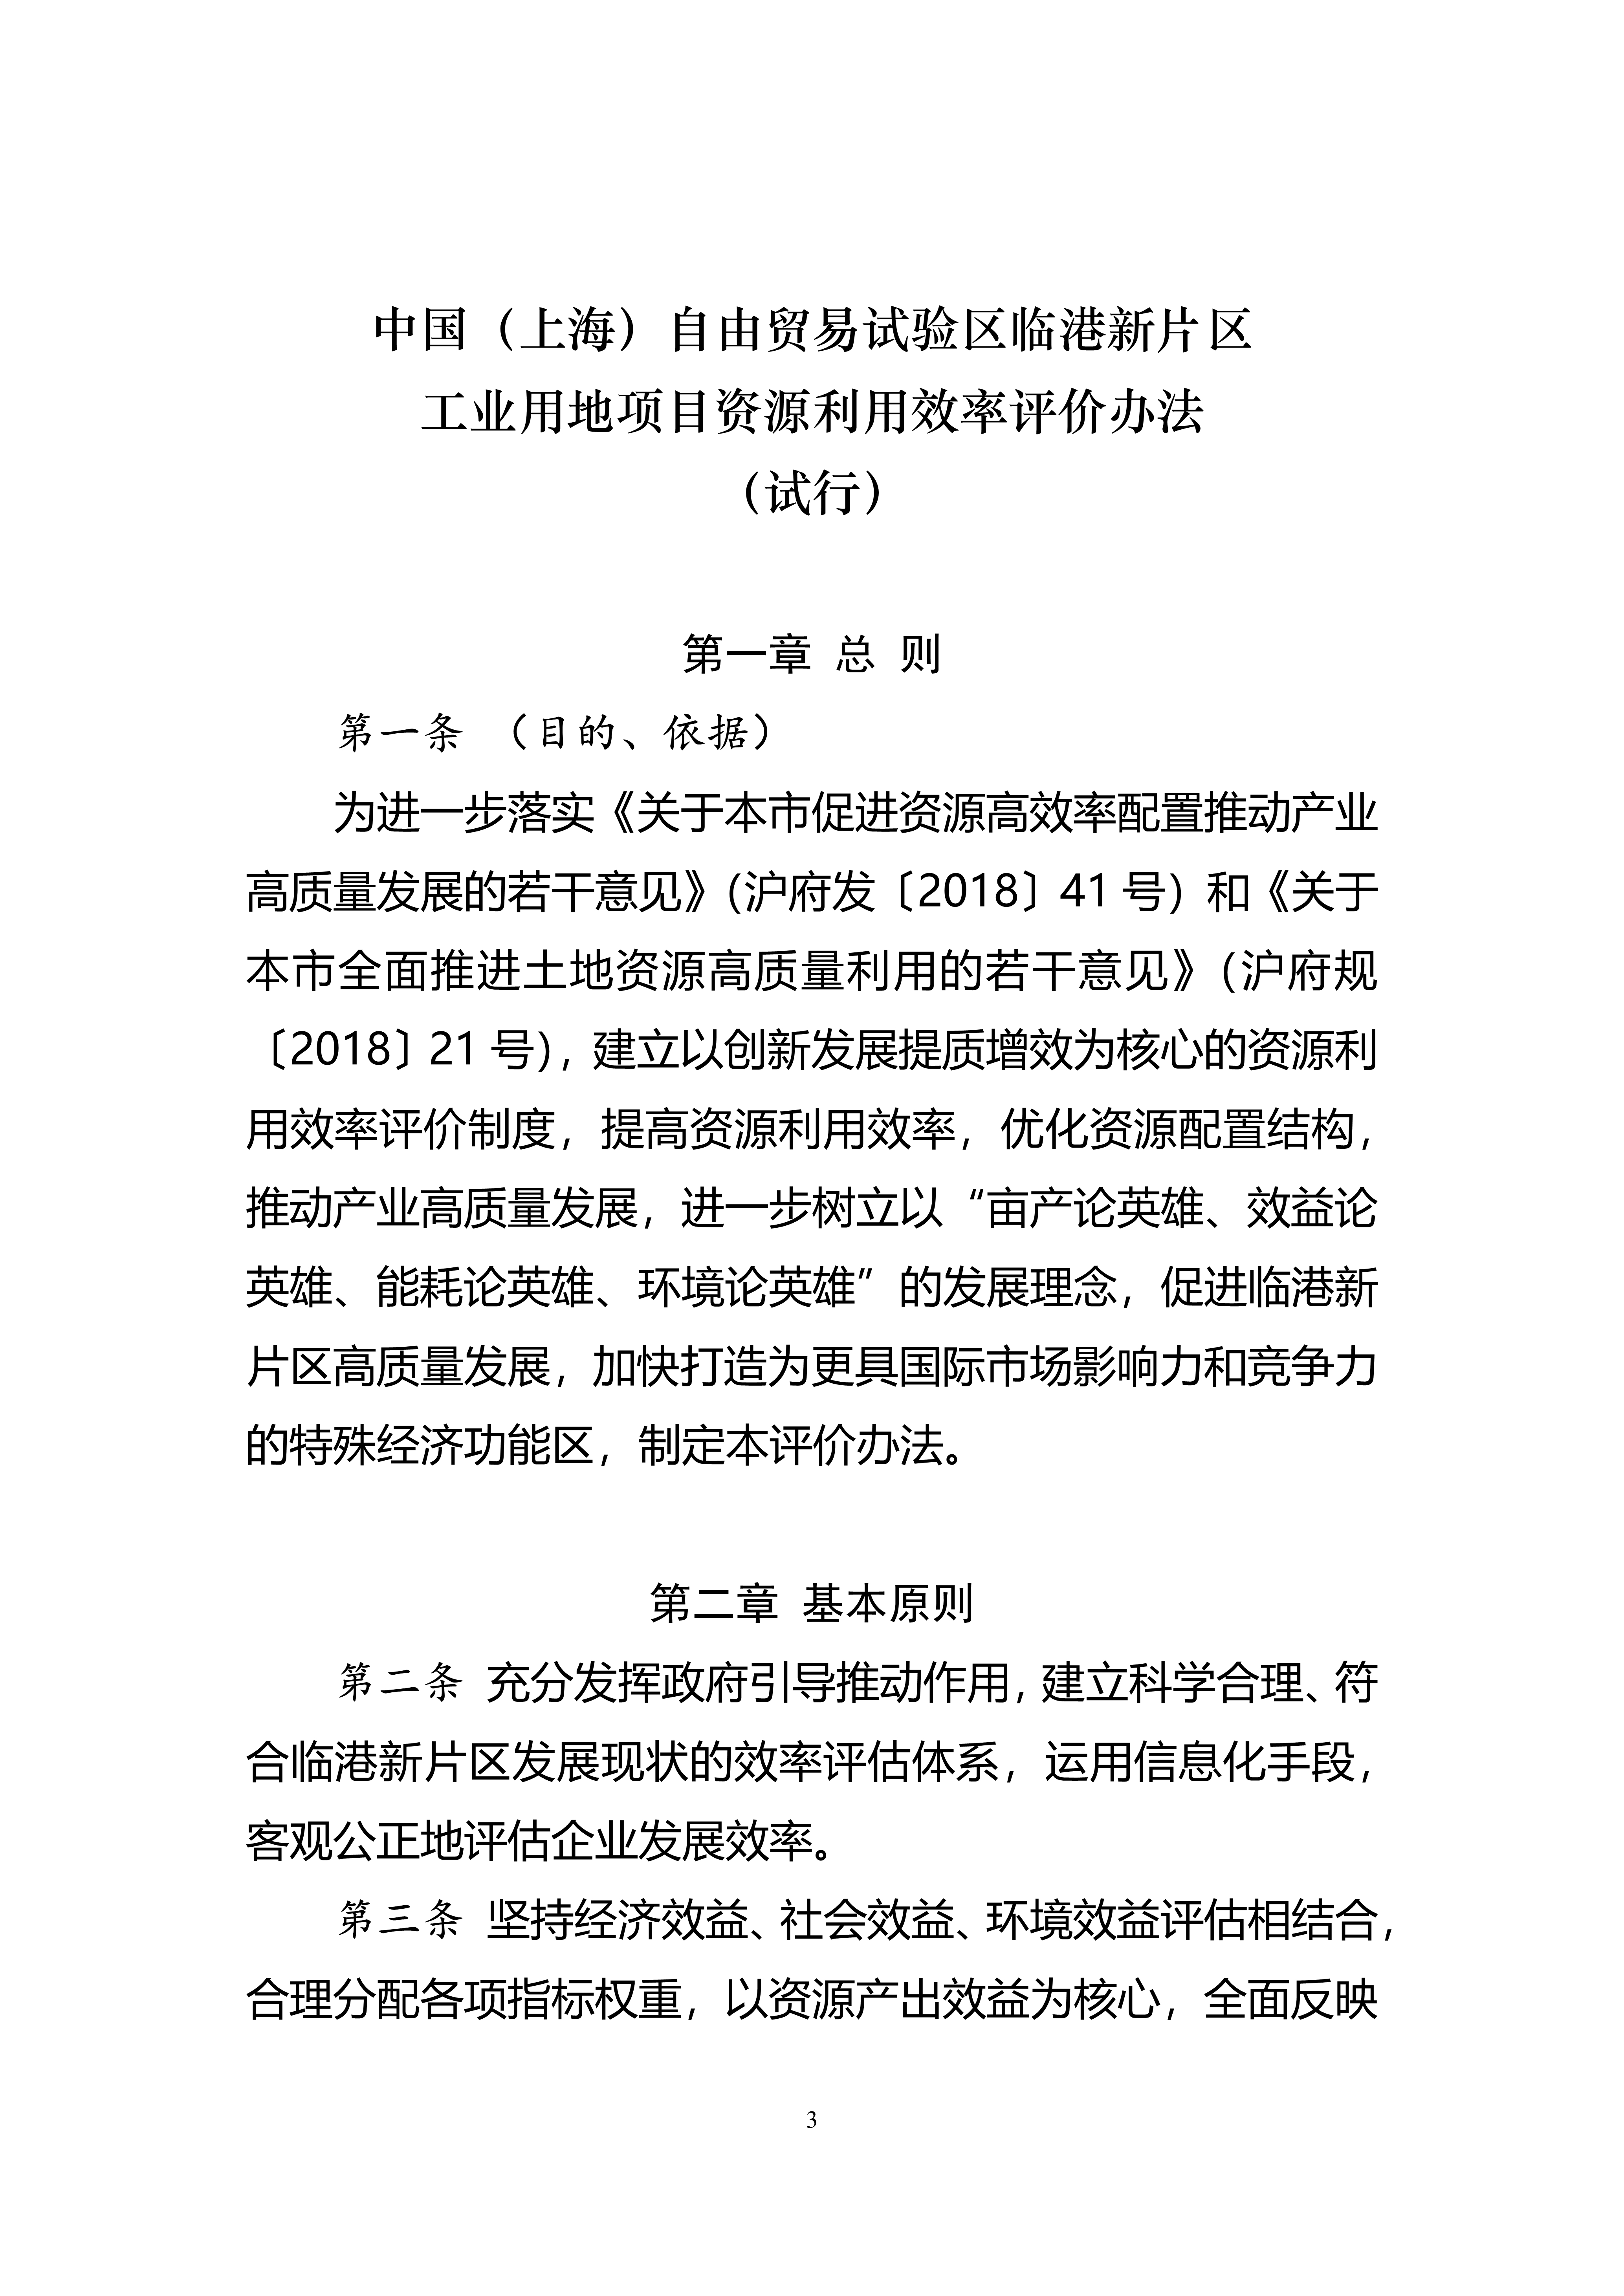 中国（上海）自由贸易试验区临港新片区
工业用地项目资源利用效率评价办法
（试行）
第一章 总 则
第一条 （目的、依据）
为进一步落实《关于本市促进资源高效率配置推动产业
高质量发展的若干意见》（沪府发〔2018〕41 号）和《关于
本市全面推进土地资源高质量利用的若干意见》（沪府规
〔2018〕21 号），建立以创新发展提质增效为核心的资源利
用效率评价制度，提高资源利用效率，优化资源配置结构，
推动产业高质量发展，进一步树立以“亩产论英雄、效益论
英雄、能耗论英雄、环境论英雄”的发展理念，促进临港新
片区高质量发展，加快打造为更具国际市场影响力和竞争力
的特殊经济功能区，制定本评价办法。
第二章 基本原则
第二条 充分发挥政府引导推动作用，建立科学合理、符
合临港新片区发展现状的效率评估体系，运用信息化手段，
客观公正地评估企业发展效率。
第三条 坚持经济效益、社会效益、环境效益评估相结合，
合理分配各项指标权重，以资源产出效益为核心，全面反映
3